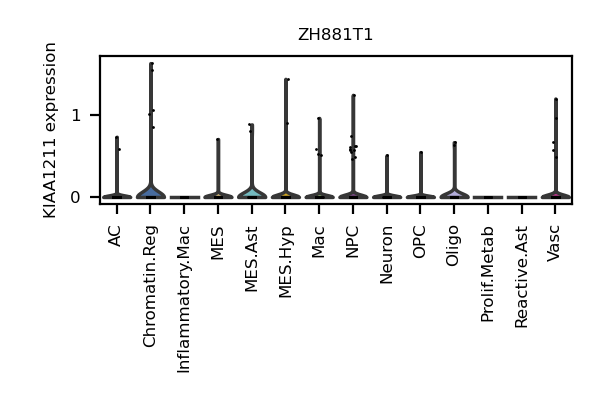 ZH881T1
KIAA1211 expression
1
0
AC
Chromatin.Reg
Inflammatory.Mac
MES
MES.Ast
MES.Hyp
Mac
NPC
Neuron
OPC
Oligo
Prolif.Metab
Reactive.Ast
Vasc